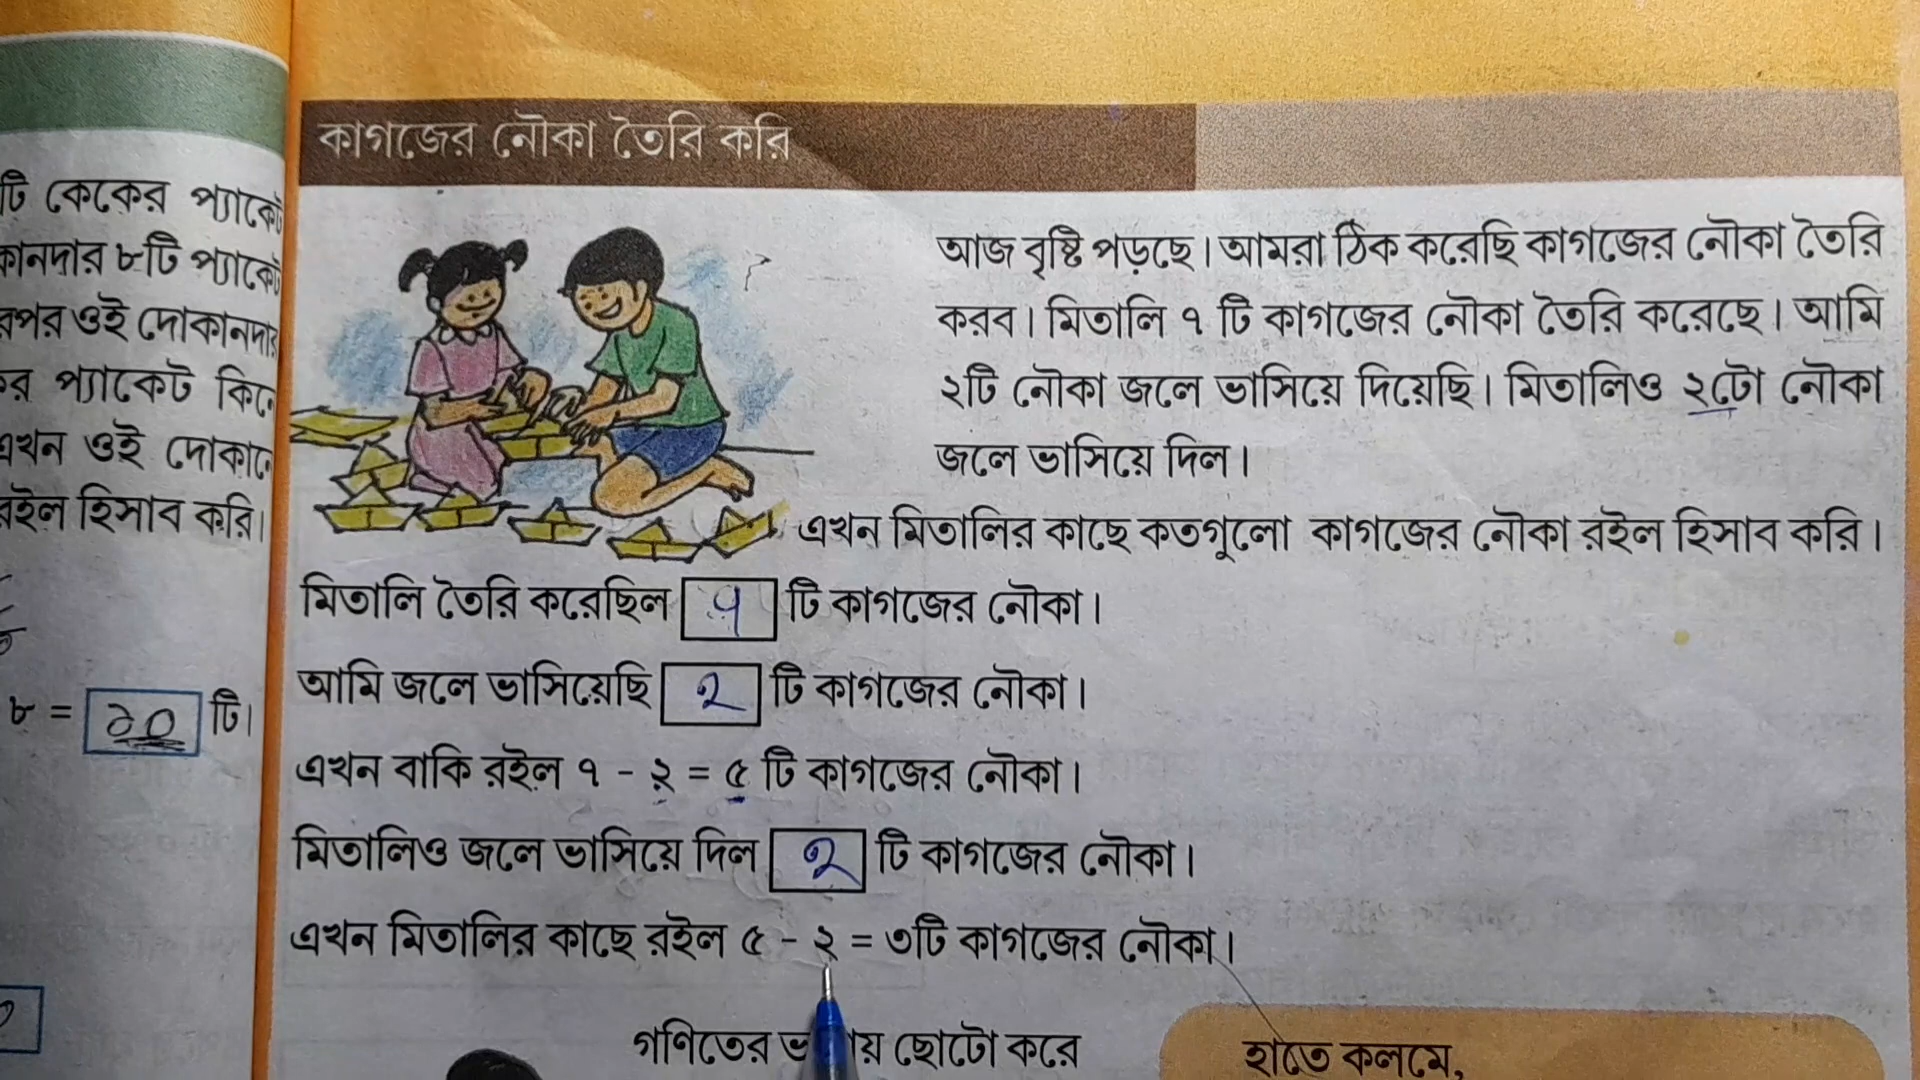 টি কেকের প্যাকেট
কানদার ৮টি প্যাকেট
রপর ওই দোকানদার
র প্যাকেট কিনে
এখন ওই দোকানে
রইল হিসাব করি।
৮ = ১০ টি।
কাগজের নৌকা তৈরি করি
আজ বৃষ্টি পড়ছে। আমরা ঠিক করেছি কাগজের নৌকা তৈরি
করব। মিতালি ৭ টি কাগজের নৌকা তৈরি করেছে। আমি
২টি নৌকা জলে ভাসিয়ে দিয়েছি। মিতালিও ২টো নৌকা
জলে ভাসিয়ে দিল।
এখন মিতালির কাছে কতগুলো কাগজের নৌকা রইল হিসাব করি।
মিতালি তৈরি করেছিল ৭ টি কাগজের নৌকা।
আমি জলে ভাসিয়েছি ২ টি কাগজের নৌকা।
এখন বাকি রইল ৭ - ২ = ৫ টি কাগজের নৌকা।
মিতালিও জলে ভাসিয়ে দিল ২ টি কাগজের নৌকা।
এখন মিতালির কাছে রইল ৫ - ২ = ৩টি কাগজের নৌকা।
গণিতের ছোটো করে
হাতে কলমে,